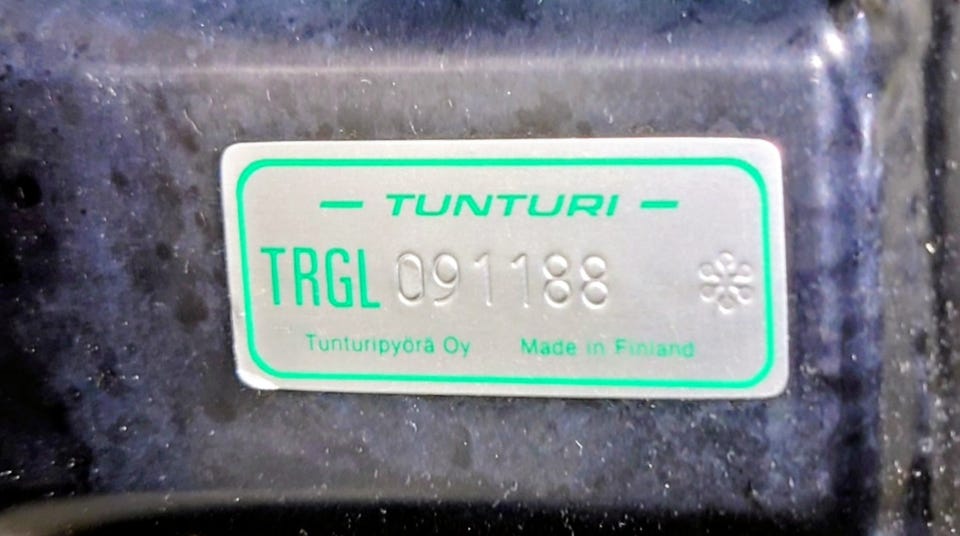 — TUNTURI —
TRGL 091188
Tunturipyörä Oy Made in Finland